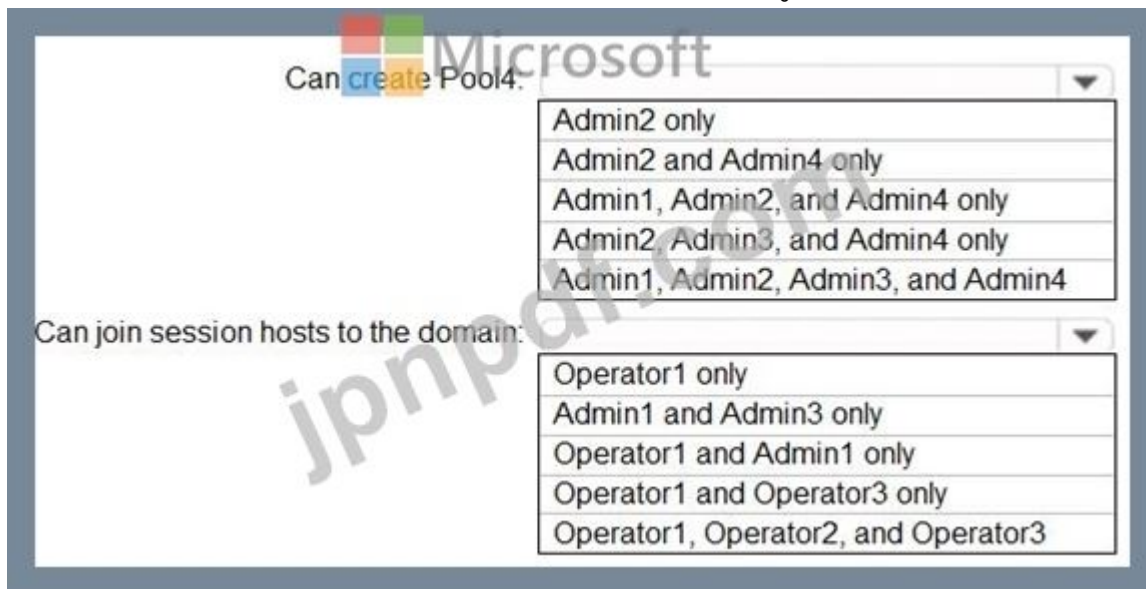 Microsoft
Can create Pool4:
Admin2 only
Admin2 and Admin4 only
Admin1, Admin2, and Admin4 only
Admin2, Admin3, and Admin4 only
Admin1, Admin2, Admin3, and Admin4
Can join session hosts to the domain:
Operator1 only
Admin1 and Admin3 only
Operator1 and Admin1 only
Operator1 and Operator3 only
Operator1, Operator2, and Operator3
jpnpdf.com